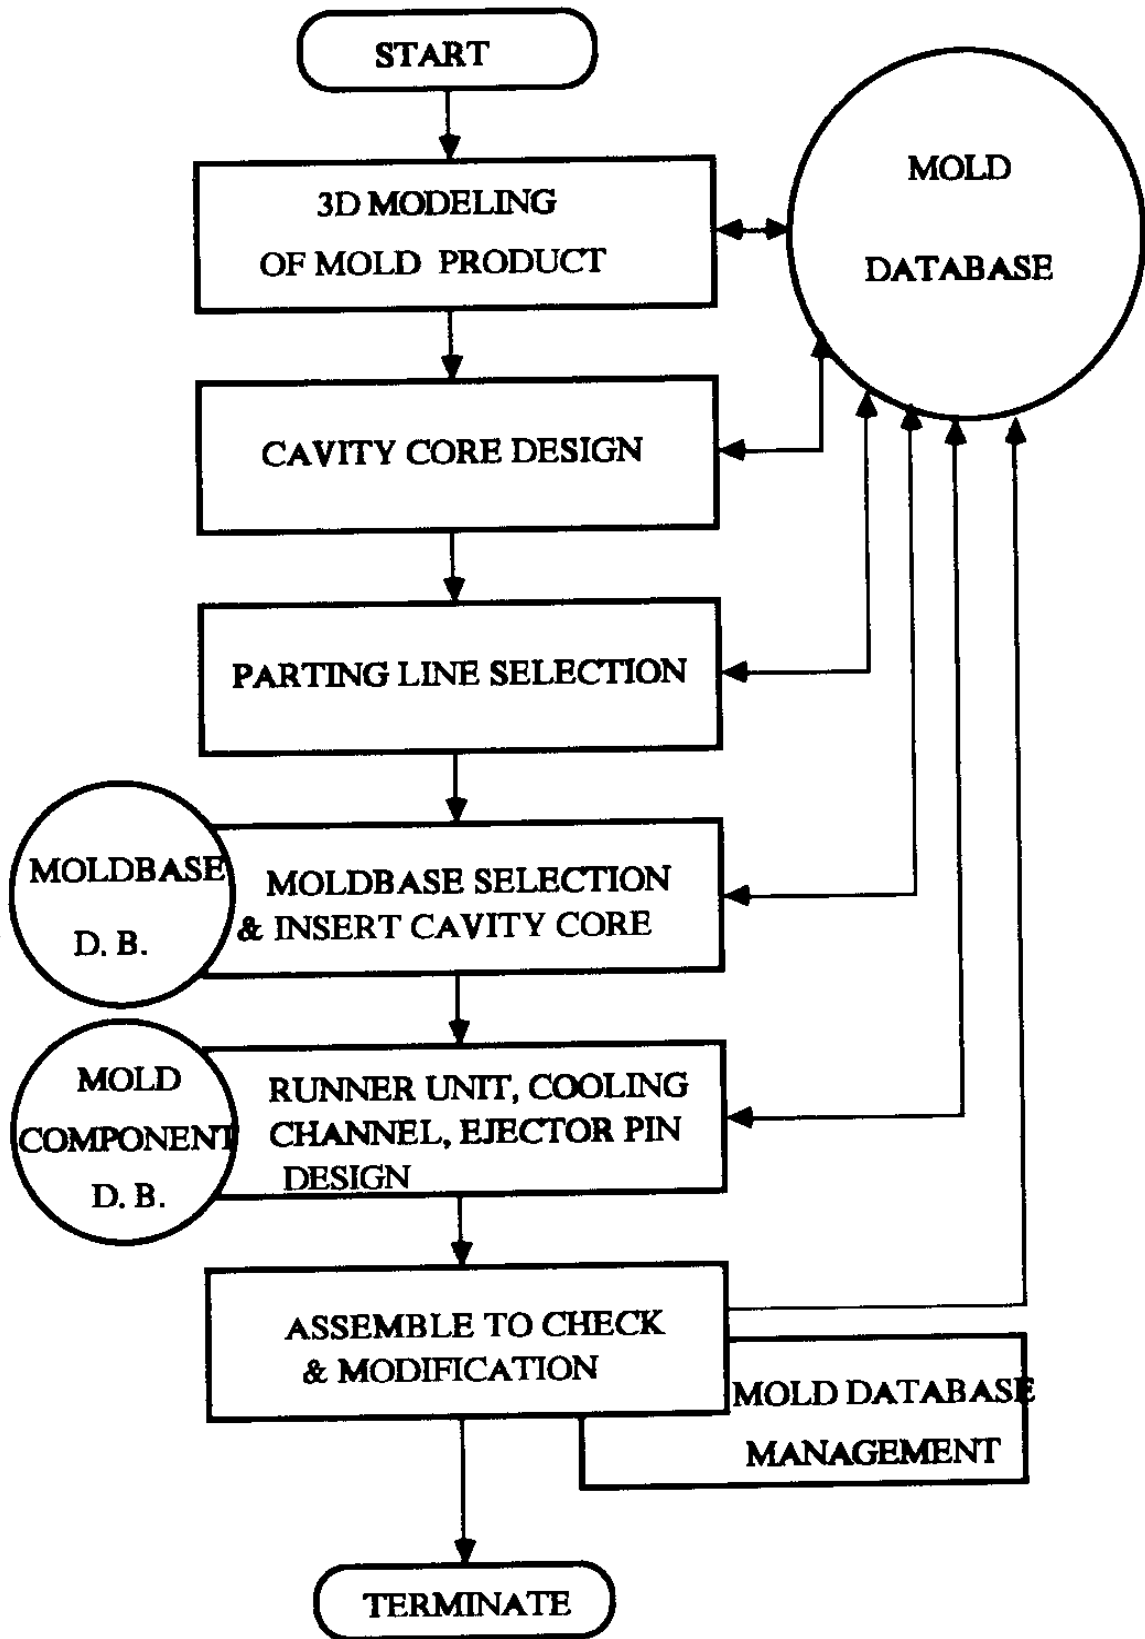 START
3D MODELING
OF MOLD PRODUCT
MOLD
DATABASE
CAVITY CORE DESIGN
PARTING LINE SELECTION
MOLDBASE
D. B.
MOLDBASE SELECTION
& INSERT CAVITY CORE
MOLD
COMPONENT
D. B.
RUNNER UNIT, COOLING
CHANNEL, EJECTOR PIN
DESIGN
ASSEMBLE TO CHECK
& MODIFICATION
MOLD DATABASE
MANAGEMENT
TERMINATE